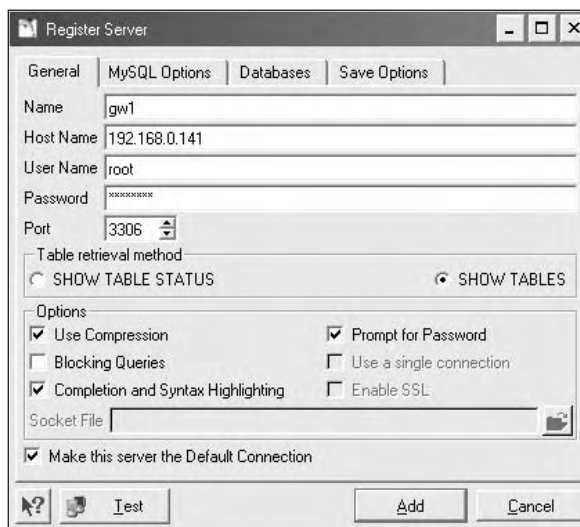 Register Server
General MySQL Options Databases Save Options
Name gw1
Host Name 192.168.0.141
User Name root
Password ********
Port 3306
Table retrieval method
SHOW TABLE STATUS SHOW TABLES
Options
Use Compression Prompt for Password
Blocking Queries Use a single connection
Completion and Syntax Highlighting Enable SSL
Socket File
Make this server the Default Connection
? Test Add Cancel